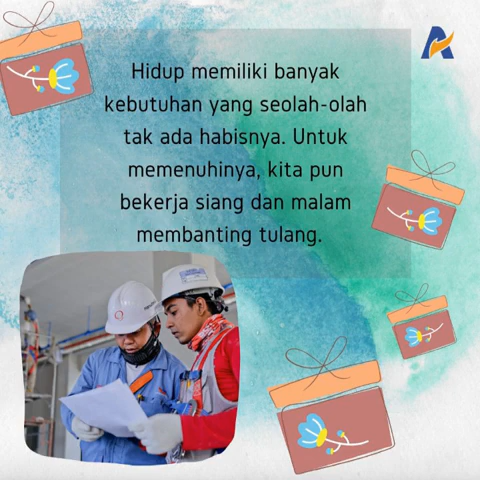 Hidup memiliki banyak
kebutuhan yang seolah-olah
tak ada habisnya. Untuk
memenuhinya, kita pun
bekerja siang dan malam
membanting tulang.